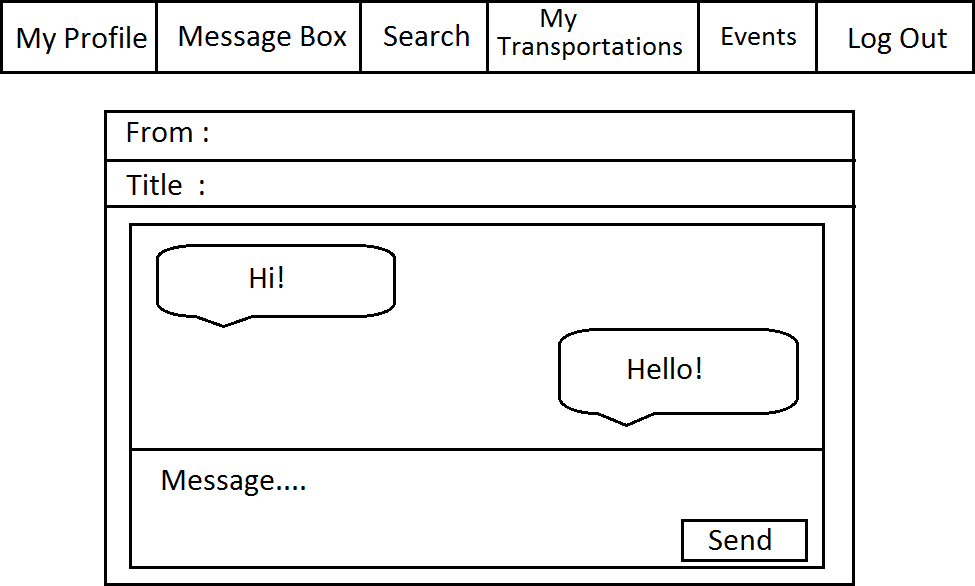 My Profile
Message Box
Search
My
Transportations
Events
Log Out
From :
Title  :
Hi!
Hello!
Message....
Send